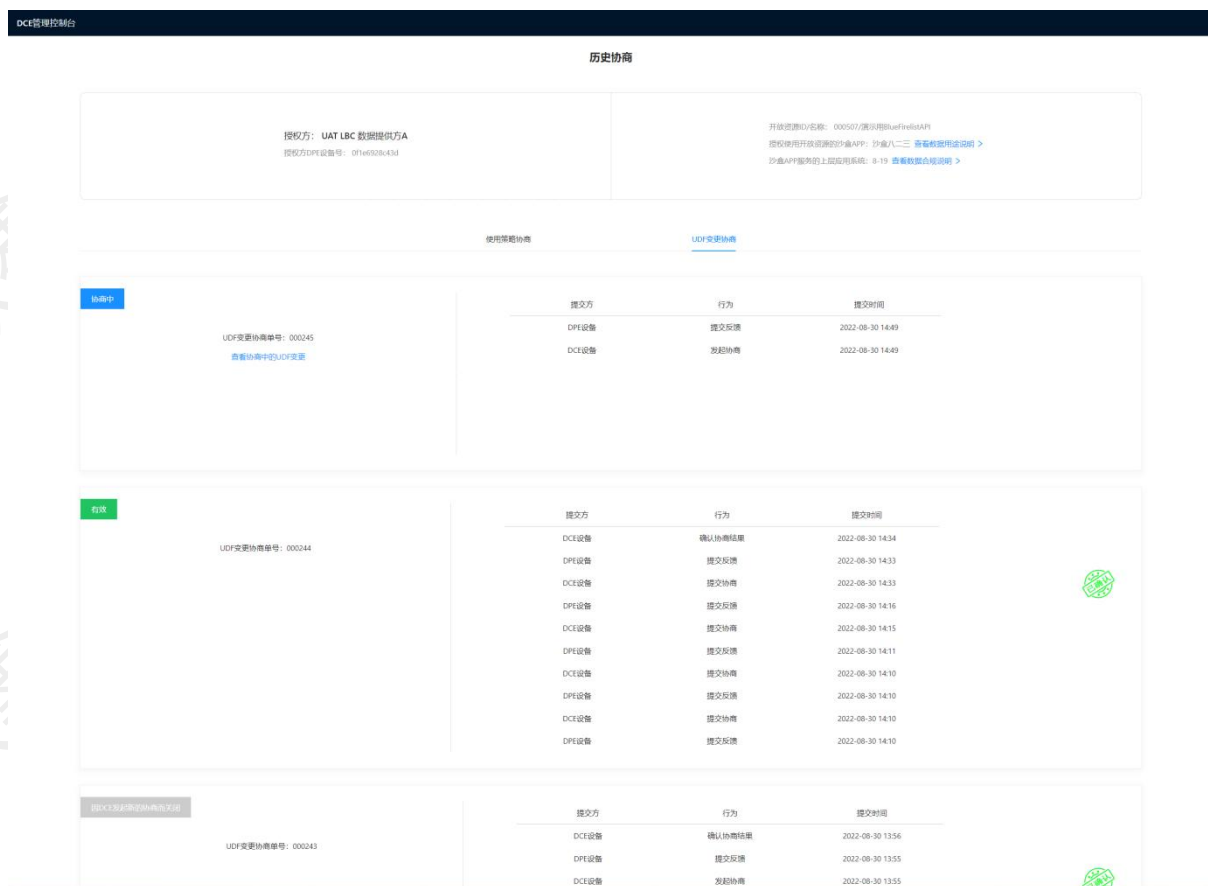 DCE管理控制台
历史协商
授权方： UAT LBC 数据提供方A
授权方DPE设备号： 0f1e6928c43d
开放资源ID/名称： 000507/演示用BlueFirelistAPI
授权使用开放资源的沙盒APP：沙盒八二三 查看数据用途说明 >
沙盒APP服务的上层应用系统：8-19 查看数据合规说明 >
使用策略协商 UDF变更协商
协商中
UDF变更协商单号：000245
查看协商中的UDF变更
提交方 行为 提交时间
DPE设备 提交反馈 2022-08-30 14:49
DCE设备 发起协商 2022-08-30 14:49
有效
UDF变更协商单号：000244
提交方 行为 提交时间
DCE设备 确认协商结果 2022-08-30 14:34
DPE设备 提交反馈 2022-08-30 14:33
DCE设备 提交协商 2022-08-30 14:33
DPE设备 提交反馈 2022-08-30 14:16
DCE设备 提交协商 2022-08-30 14:15
DPE设备 提交反馈 2022-08-30 14:11
DCE设备 提交协商 2022-08-30 14:10
DPE设备 提交反馈 2022-08-30 14:10
DCE设备 提交协商 2022-08-30 14:10
DPE设备 提交反馈 2022-08-30 14:10
已确认
因DCE发起新的协商而关闭
UDF变更协商单号：000243
提交方 行为 提交时间
DCE设备 确认协商结果 2022-08-30 13:56
DPE设备 提交反馈 2022-08-30 13:55
DCE设备 发起协商 2022-08-30 13:55